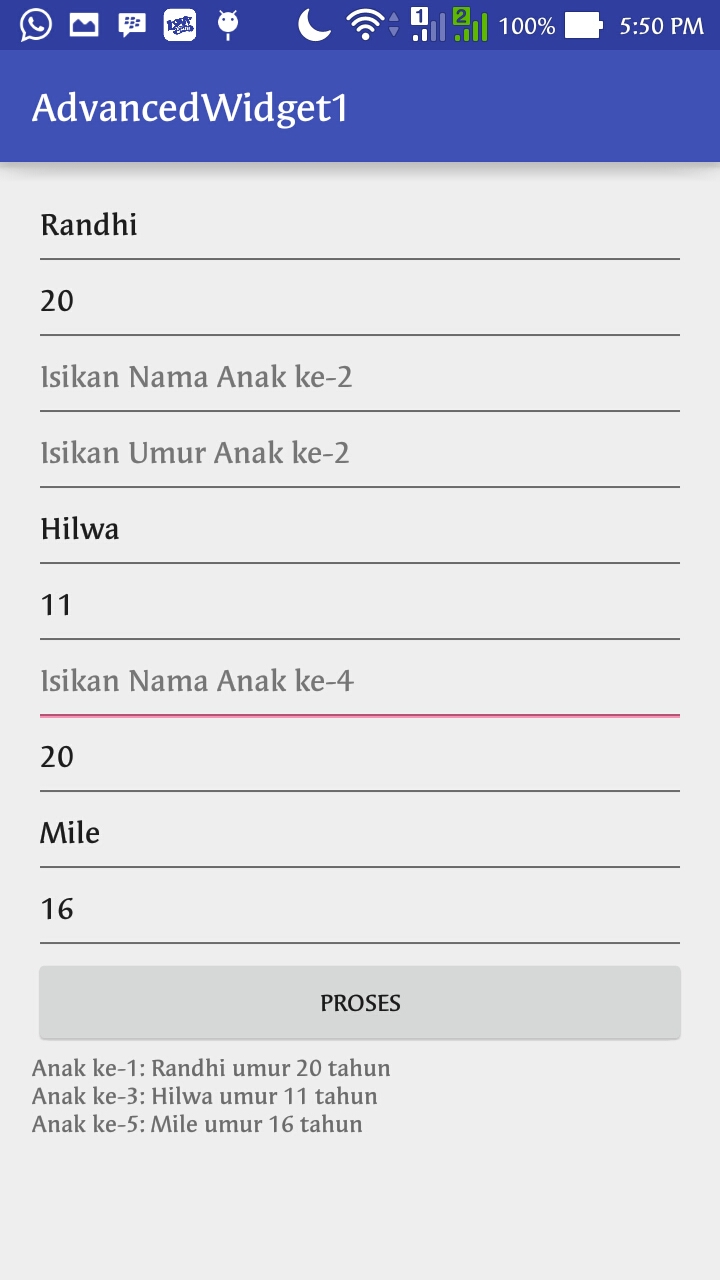 1 2 100% 5:50 PM
AdvancedWidget1
Randhi
20
Isikan Nama Anak ke-2
Isikan Umur Anak ke-2
Hilwa
11
Isikan Nama Anak ke-4
20
Mile
16
PROSES
Anak ke-1: Randhi umur 20 tahun
Anak ke-3: Hilwa umur 11 tahun
Anak ke-5: Mile umur 16 tahun